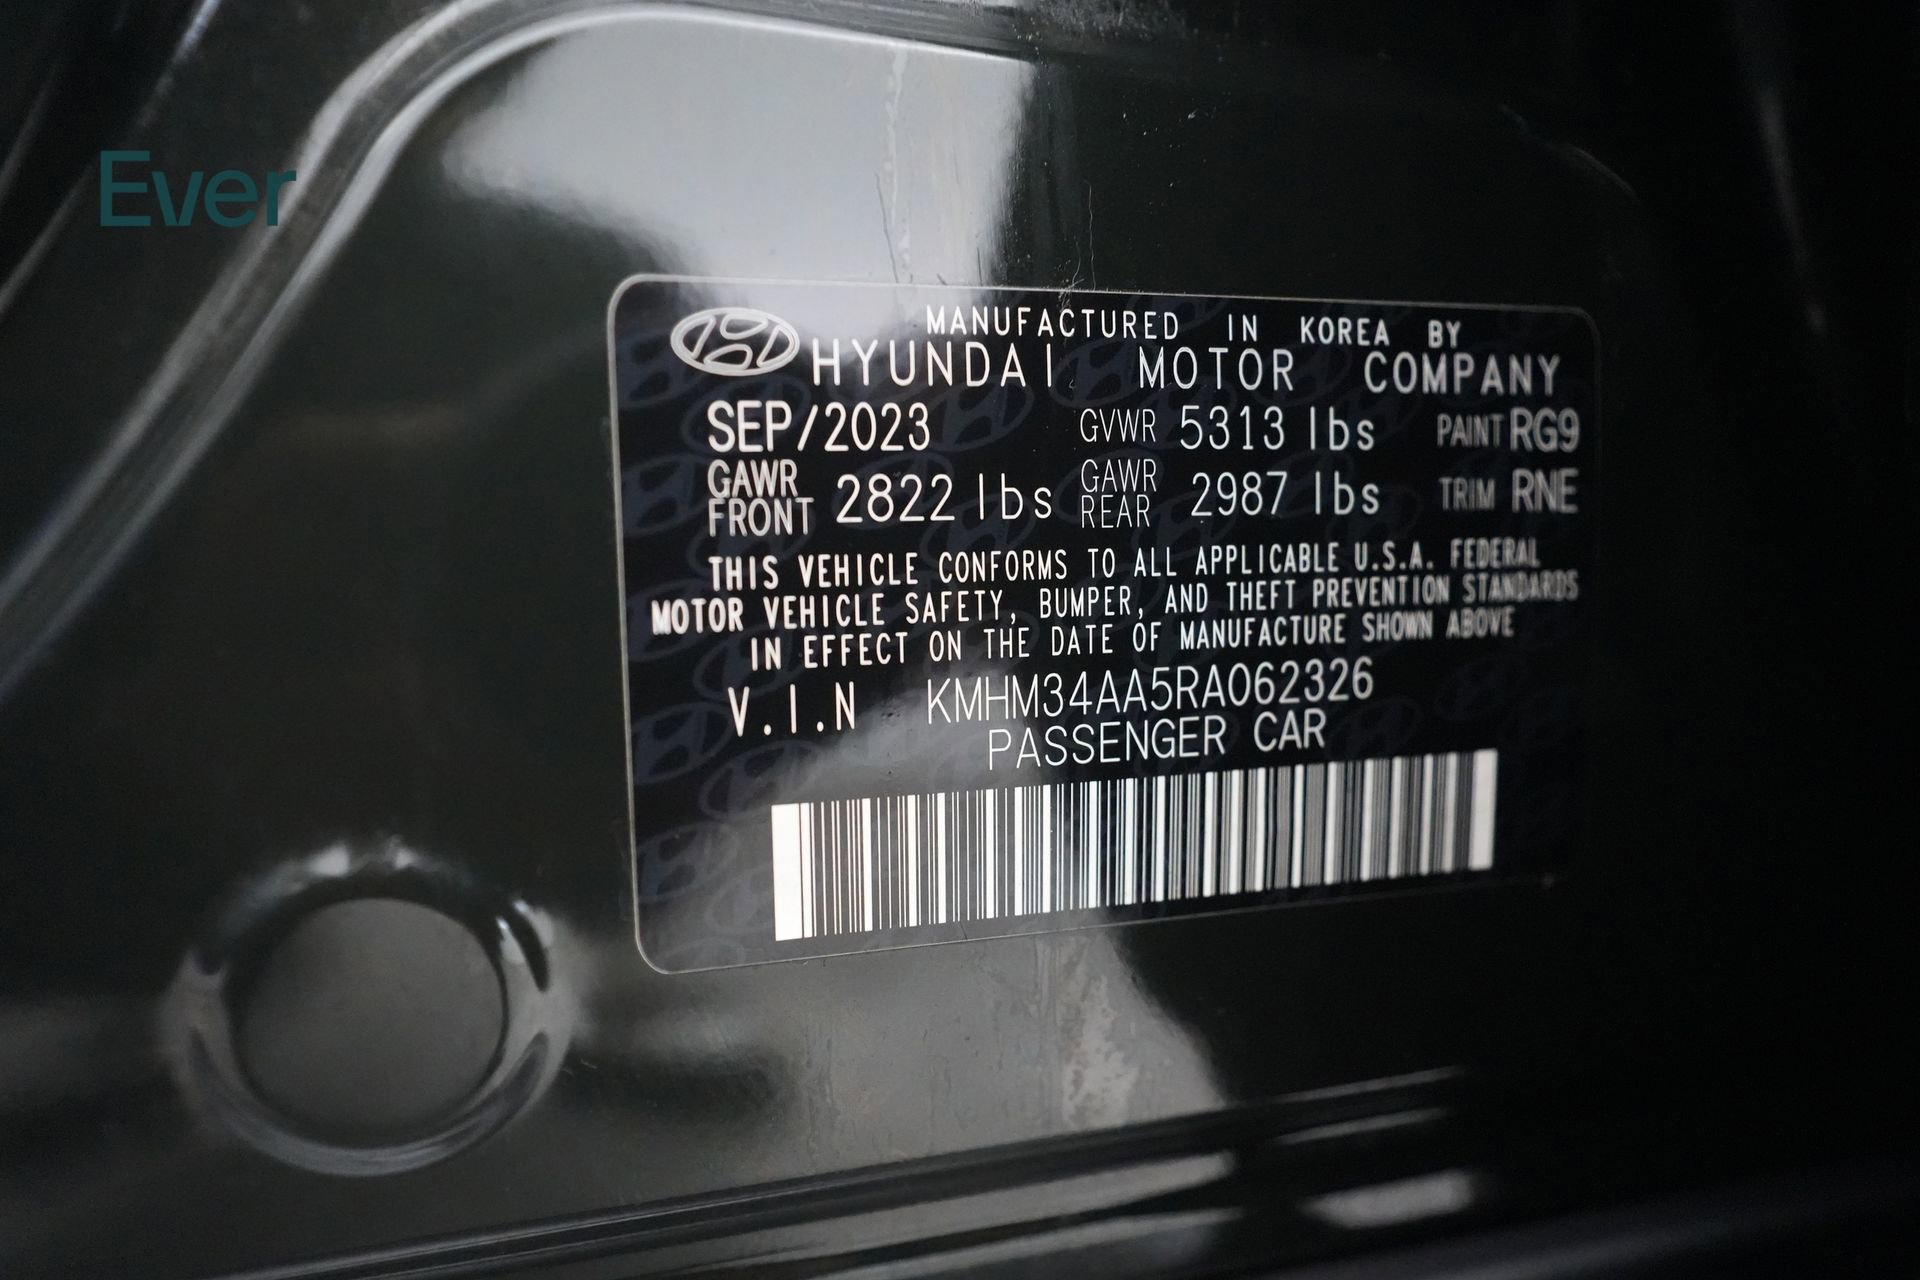 Ever
MANUFACTURED IN KOREA BY
HYUNDAI MOTOR COMPANY
SEP/2023 GVWR 5313 lbs PAINT RG9
GAWR FRONT 2822 lbs GAWR REAR 2987 lbs TRIM RNE
THIS VEHICLE CONFORMS TO ALL APPLICABLE U.S.A. FEDERAL
MOTOR VEHICLE SAFETY, BUMPER, AND THEFT PREVENTION STANDARDS
IN EFFECT ON THE DATE OF MANUFACTURE SHOWN ABOVE
V.I.N KMHM34AA5RA062326
PASSENGER CAR